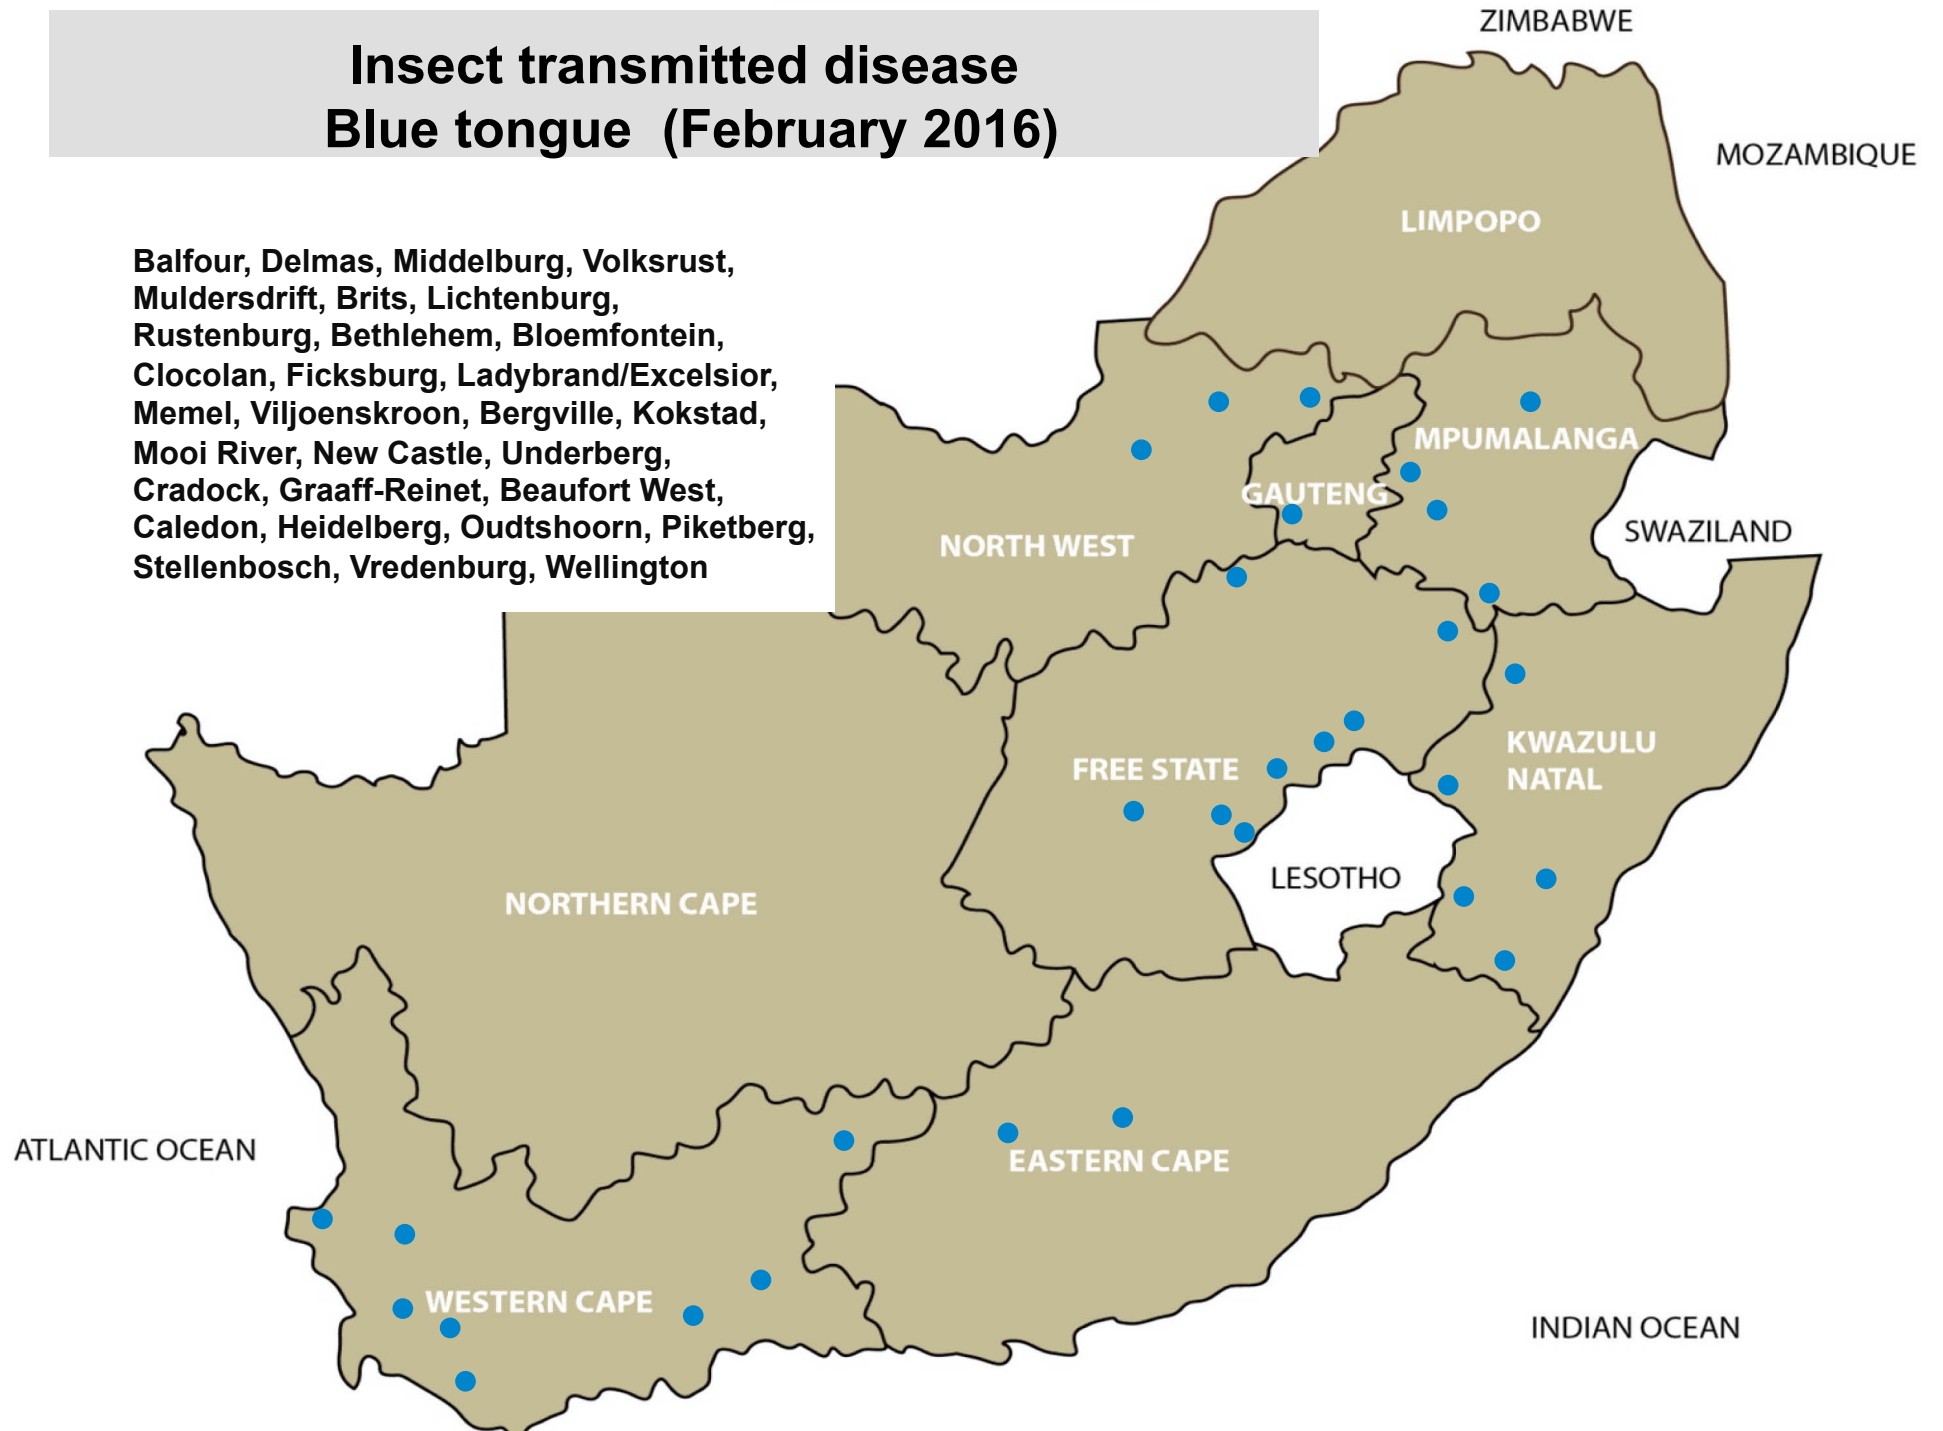 Insect transmitted disease
Blue tongue  (February 2016)
ZIMBABWE
MOZAMBIQUE
LIMPOPO
Balfour, Delmas, Middelburg, Volksrust,
Muldersdrift, Brits, Lichtenburg,
Rustenburg, Bethlehem, Bloemfontein,
Clocolan, Ficksburg, Ladybrand/Excelsior,
Memel, Viljoenskroon, Bergville, Kokstad,
Mooi River, New Castle, Underberg,
Cradock, Graaff-Reinet, Beaufort West,
Caledon, Heidelberg, Oudtshoorn, Piketberg,
Stellenbosch, Vredenburg, Wellington
MPUMALANGA
GAUTENG
SWAZILAND
NORTH WEST
KWAZULU
NATAL
FREE STATE
LESOTHO
NORTHERN CAPE
ATLANTIC OCEAN
EASTERN CAPE
WESTERN CAPE
INDIAN OCEAN